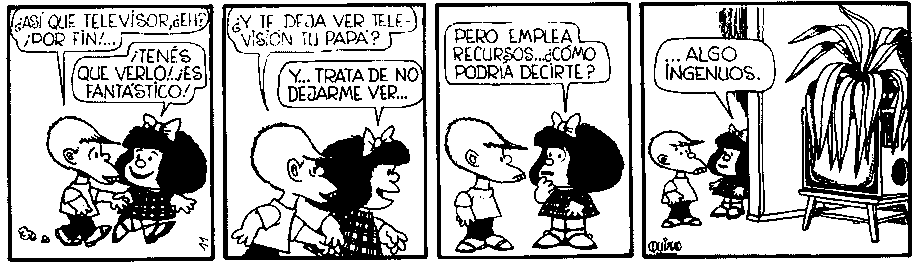 ¿ASÍ QUE TELEVISOR, ¿EH?
¡POR FIN!...
¡TENÉS
QUE VERLO! ¡ES
FANTÁSTICO!
11
¿Y TE DEJA VER TELE-
VISIÓN TU PAPÁ?
Y... TRATA DE NO
DEJARME VER...
PERO EMPLEA
RECURSOS... ¿CÓMO
PODRÍA DECIRTE?
... ALGO
INGENUOS.
QUINO